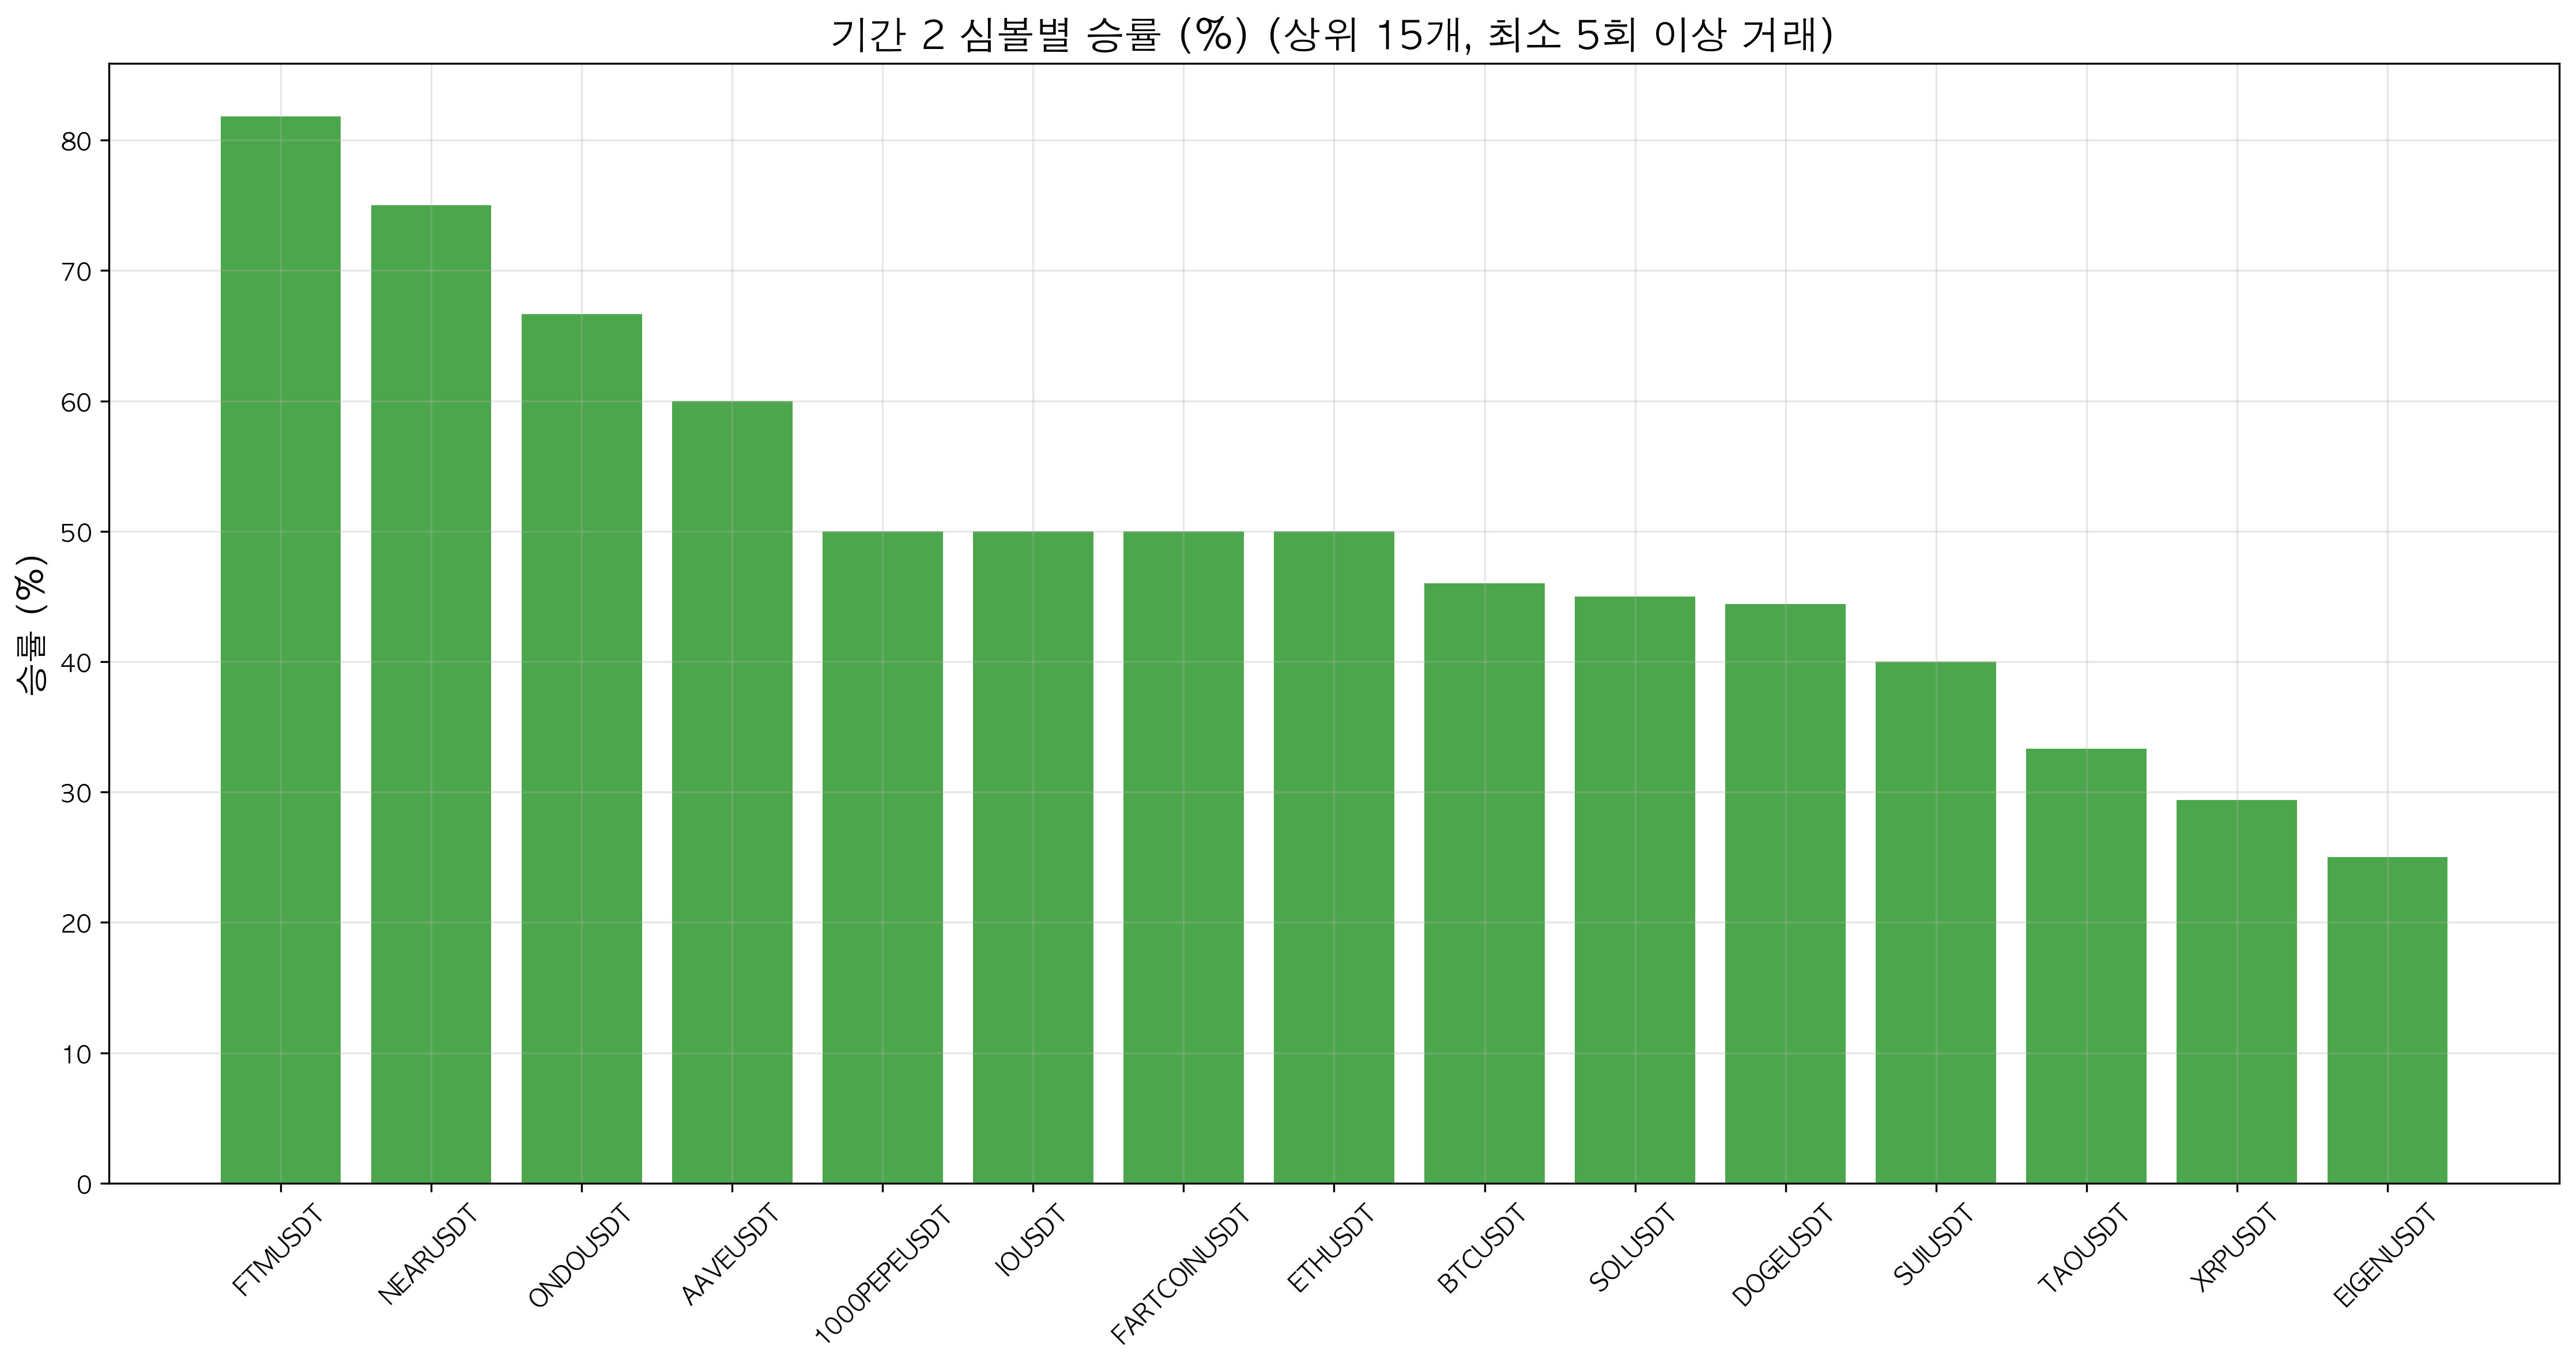 기간 2 심볼별 승률 (%) (상위 15개, 최소 5회 이상 거래)
승률 (%)
80
70
60
50
40
30
20
10
0
FTMUSDT
NEARUSDT
ONDOUSDT
AAVEUSDT
1000PEPEUSDT
IOUSDT
FARTCOINUSDT
ETHUSDT
BTCUSDT
SOLUSDT
DOGEUSDT
SUIUSDT
TAOUSDT
XRPUSDT
EIGENUSDT